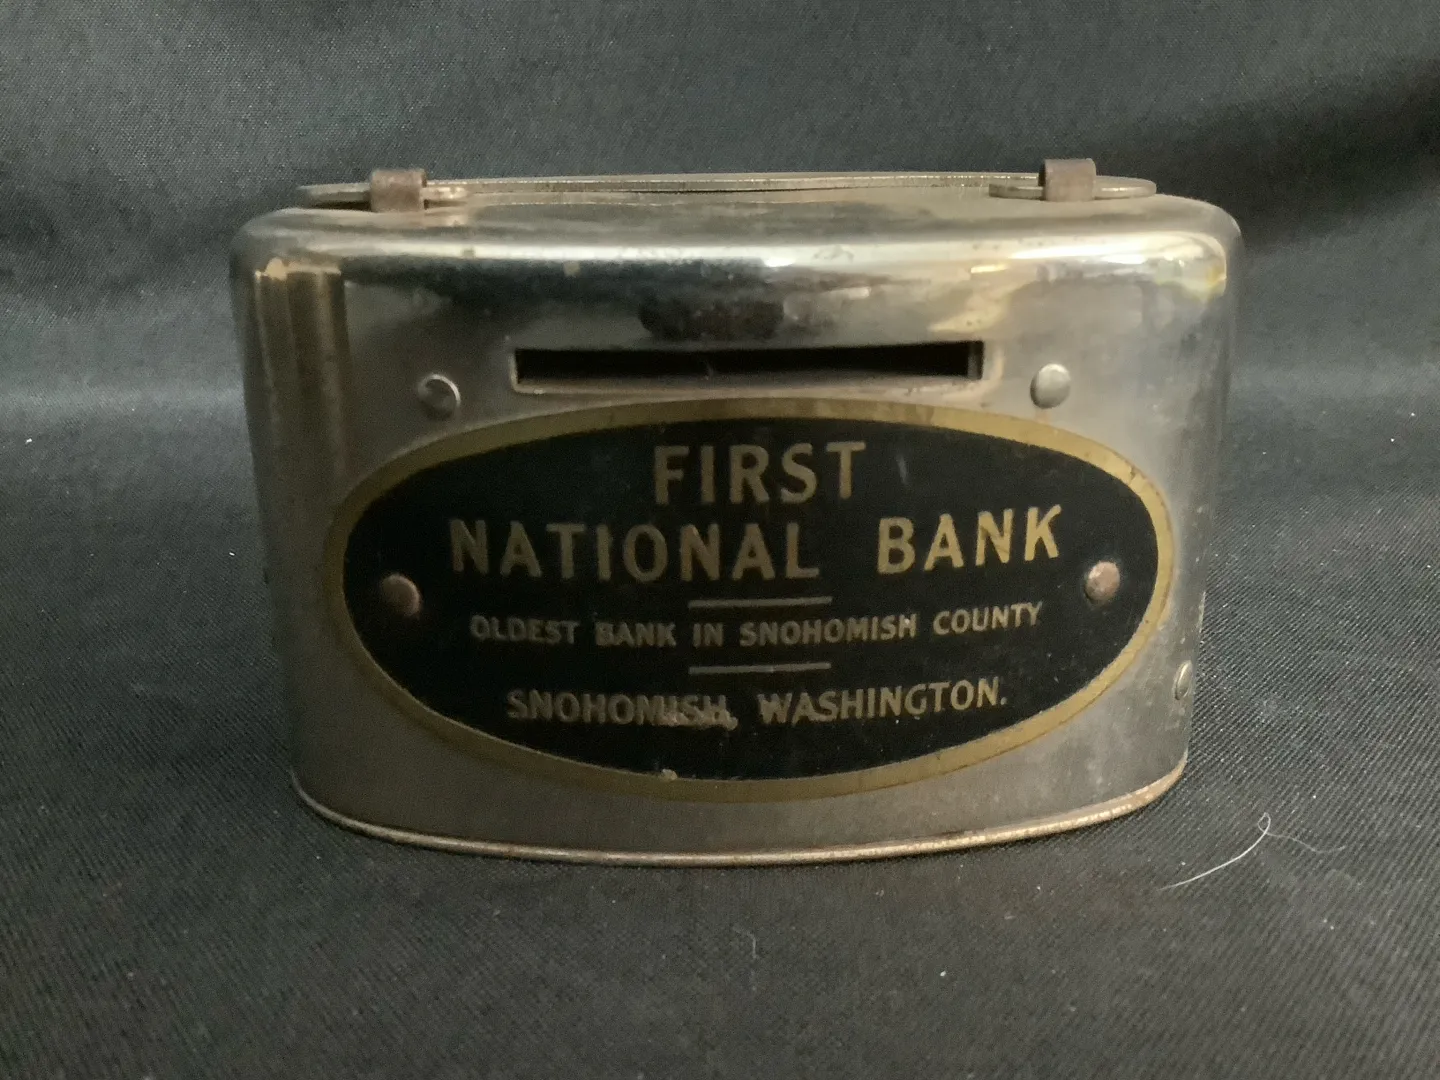 FIRST
NATIONAL BANK
OLDEST BANK IN SNOHOMISH COUNTY
SNOHOMISH, WASHINGTON.